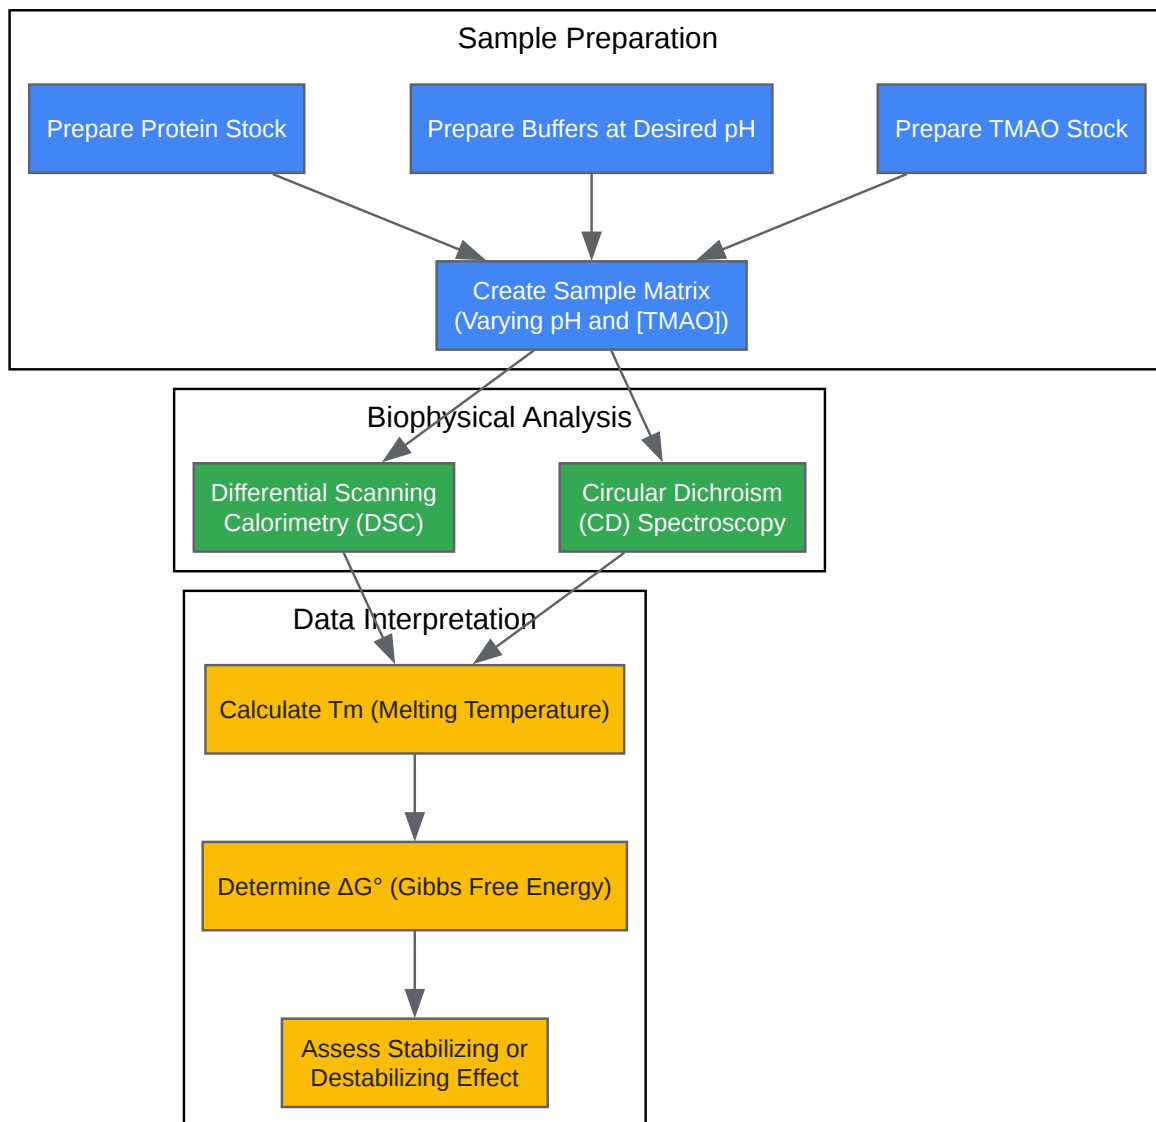 Sample Preparation
Prepare Protein Stock
Prepare Buffers at Desired pH
Prepare TMAO Stock
Create Sample Matrix
(Varying pH and [TMAO])
Biophysical Analysis
Differential Scanning
Calorimetry (DSC)
Circular Dichroism
(CD) Spectroscopy
Data Interpretation
Calculate Tm (Melting Temperature)
Determine ΔG° (Gibbs Free Energy)
Assess Stabilizing or
Destabilizing Effect